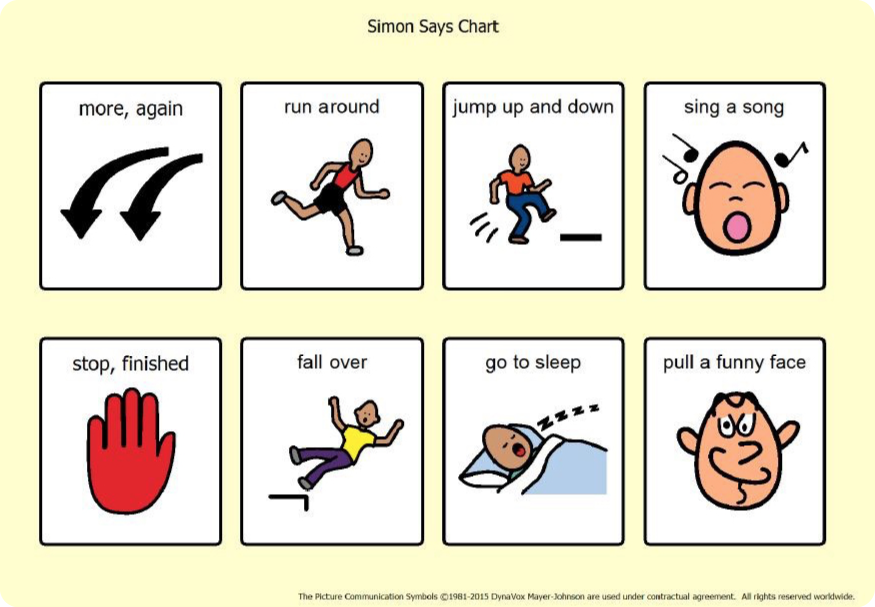 Simon Says Chart
more, again
run around
jump up and down
sing a song
stop, finished
fall over
go to sleep
z z z z
pull a funny face
The Picture Communication Symbols ©1981-2015 DynaVox Mayer-Johnson are used under contractual agreement. All rights reserved worldwide.